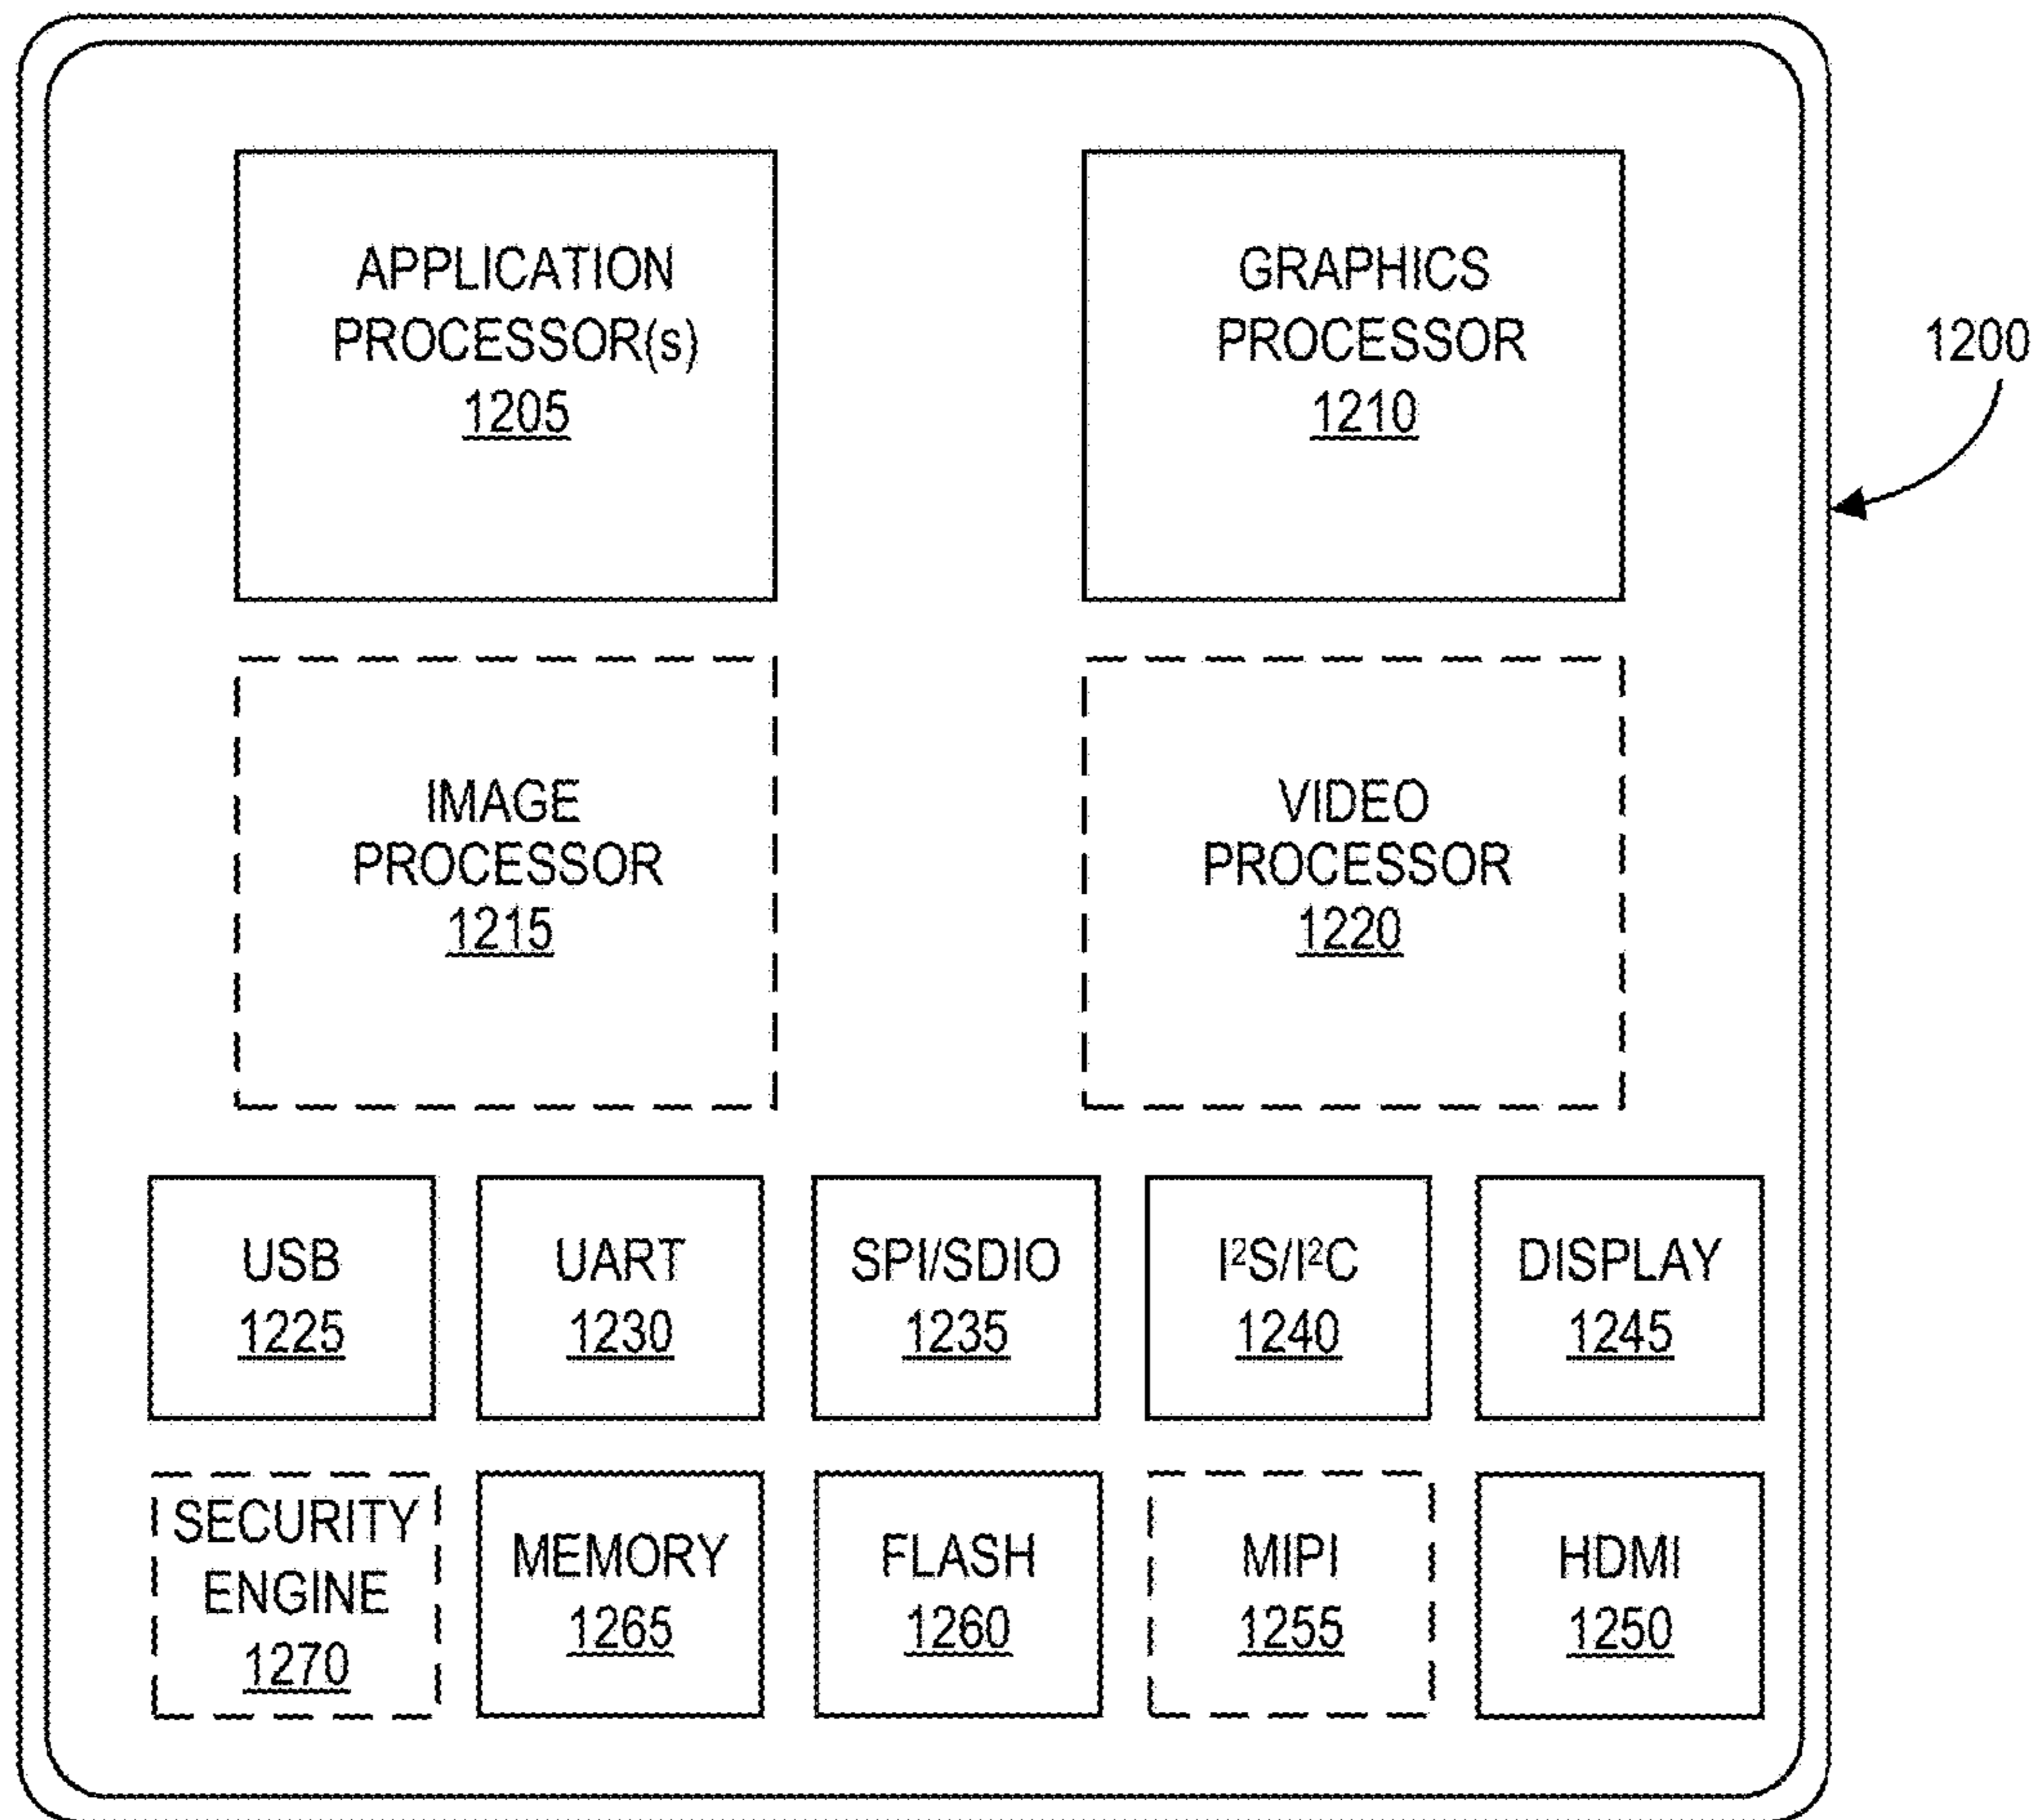 APPLICATION
PROCESSOR(s)
1205
GRAPHICS
PROCESSOR
1210
1200
IMAGE
PROCESSOR
1215
VIDEO
PROCESSOR
1220
USB
1225
UART
1230
SPI/SDIO
1235
I²S/I²C
1240
DISPLAY
1245
SECURITY
ENGINE
1270
MEMORY
1265
FLASH
1260
MIPI
1255
HDMI
1250